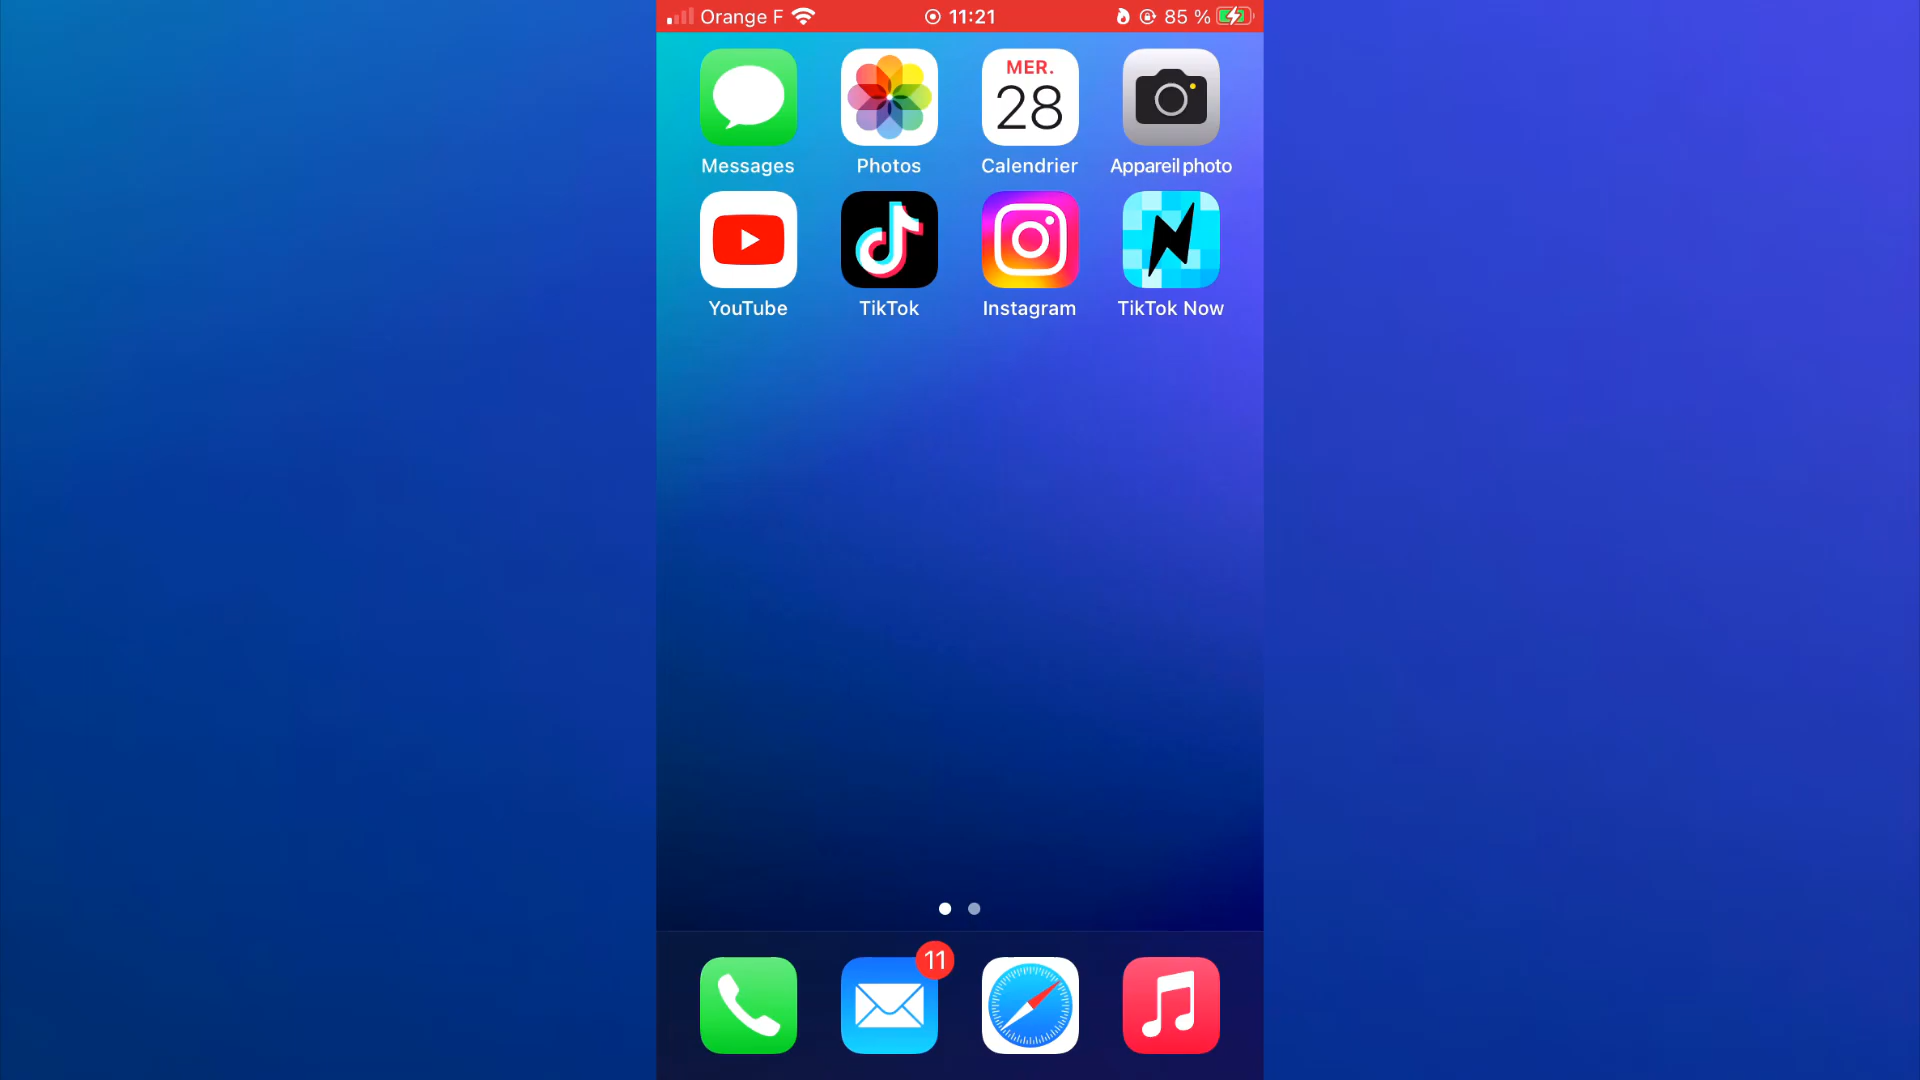 Orange F 11:21 85 %
MER.
28
Messages Photos Calendrier Appareil photo
YouTube TikTok Instagram TikTok Now
11